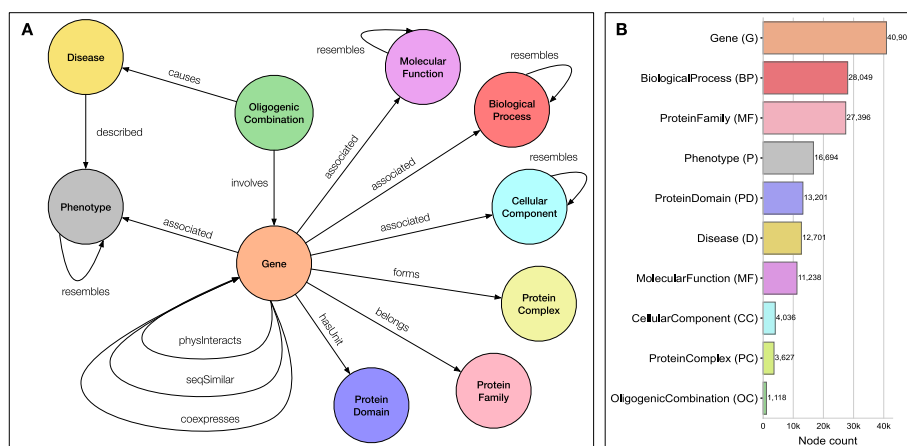 A
Disease
causes
Oligogenic
Combination
described
Phenotype
resembles
involves
associated
Gene
resembles
Molecular
Function
resembles
Biological
Process
resembles
Cellular
Component
associated
associated
associated
forms
Protein
Complex
belongs
Protein
Family
hasUnit
Protein
Domain
physInteracts
seqSimilar
coexpresses
B
Gene (G)
BiologicalProcess (BP)
ProteinFamily (MF)
Phenotype (P)
ProteinDomain (PD)
Disease (D)
MolecularFunction (MF)
CellularComponent (CC)
ProteinComplex (PC)
OligogenicCombination (OC)
40,90
28,049
27,396
16,694
13,201
12,701
11,238
4,036
3,627
1,118
0 10k 20k 30k 40k
Node count